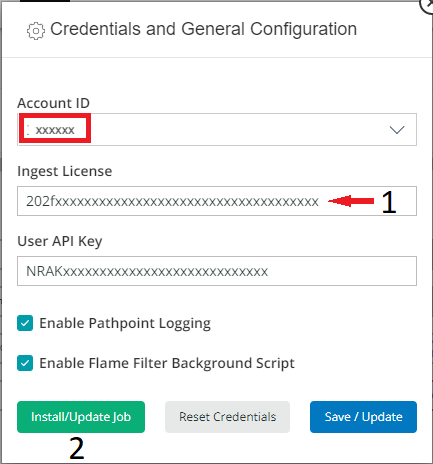 Credentials and General Configuration
Account ID
xxxxxx
Ingest License
202fxxxxxxxxxxxxxxxxxxxxxxxxxxxxxxxxxxxx 1
User API Key
NRAKxxxxxxxxxxxxxxxxxxxxxxxxxxxx
Enable Pathpoint Logging
Enable Flame Filter Background Script
Install/Update Job Reset Credentials Save / Update
2